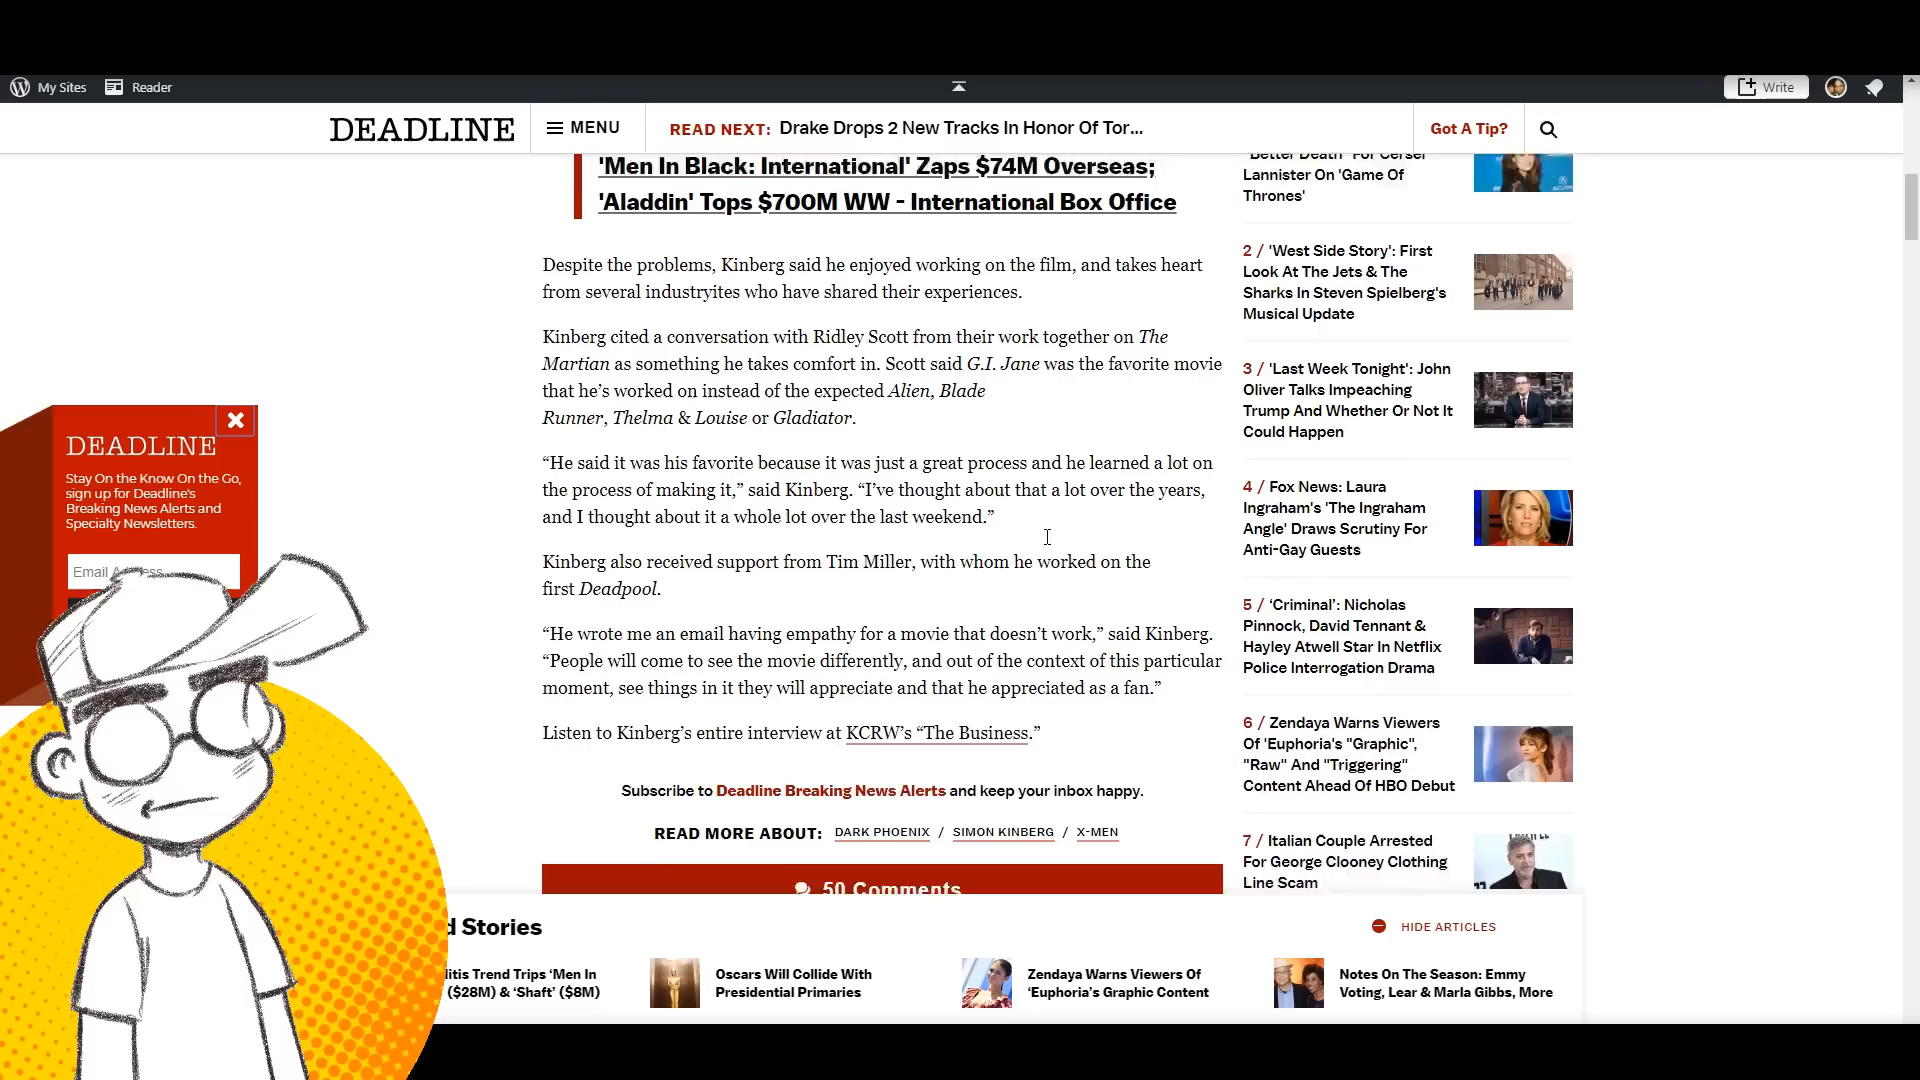 My Sites
Reader
Write
DEADLINE
MENU
READ NEXT: Drake Drops 2 New Tracks In Honor Of Tor...
Got A Tip?
'Men In Black: International' Zaps $74M Overseas;
'Aladdin' Tops $700M WW - International Box Office
Despite the problems, Kinberg said he enjoyed working on the film, and takes heart
from several industryites who have shared their experiences.
Kinberg cited a conversation with Ridley Scott from their work together on The
Martian as something he takes comfort in. Scott said G.I. Jane was the favorite movie
that he’s worked on instead of the expected Alien, Blade
Runner, Thelma & Louise or Gladiator.
“He said it was his favorite because it was just a great process and he learned a lot on
the process of making it,” said Kinberg. “I’ve thought about that a lot over the years,
and I thought about it a whole lot over the last weekend.”
Kinberg also received support from Tim Miller, with whom he worked on the
first Deadpool.
“He wrote me an email having empathy for a movie that doesn’t work,” said Kinberg.
“People will come to see the movie differently, and out of the context of this particular
moment, see things in it they will appreciate and that he appreciated as a fan.”
Listen to Kinberg’s entire interview at KCRW’s “The Business.”
Subscribe to Deadline Breaking News Alerts and keep your inbox happy.
READ MORE ABOUT: DARK PHOENIX / SIMON KINBERG / X-MEN
50 Comments
"Better Death" For Cersei
Lannister On 'Game Of
Thrones'
2 / 'West Side Story': First
Look At The Jets & The
Sharks In Steven Spielberg's
Musical Update
3 / 'Last Week Tonight': John
Oliver Talks Impeaching
Trump And Whether Or Not It
Could Happen
4 / Fox News: Laura
Ingraham's 'The Ingraham
Angle' Draws Scrutiny For
Anti-Gay Guests
5 / ‘Criminal’: Nicholas
Pinnock, David Tennant &
Hayley Atwell Star In Netflix
Police Interrogation Drama
6 / Zendaya Warns Viewers
Of 'Euphoria's "Graphic",
"Raw" And "Triggering"
Content Ahead Of HBO Debut
7 / Italian Couple Arrested
For George Clooney Clothing
Line Scam
DEADLINE
Stay On the Know On the Go,
sign up for Deadline's
Breaking News Alerts and
Specialty Newsletters.
Email
d Stories
HIDE ARTICLES
itis Trend Trips ‘Men In
($28M) & ‘Shaft’ ($8M)
Oscars Will Collide With
Presidential Primaries
Zendaya Warns Viewers Of
‘Euphoria’s Graphic Content
Notes On The Season: Emmy
Voting, Lear & Marla Gibbs, More